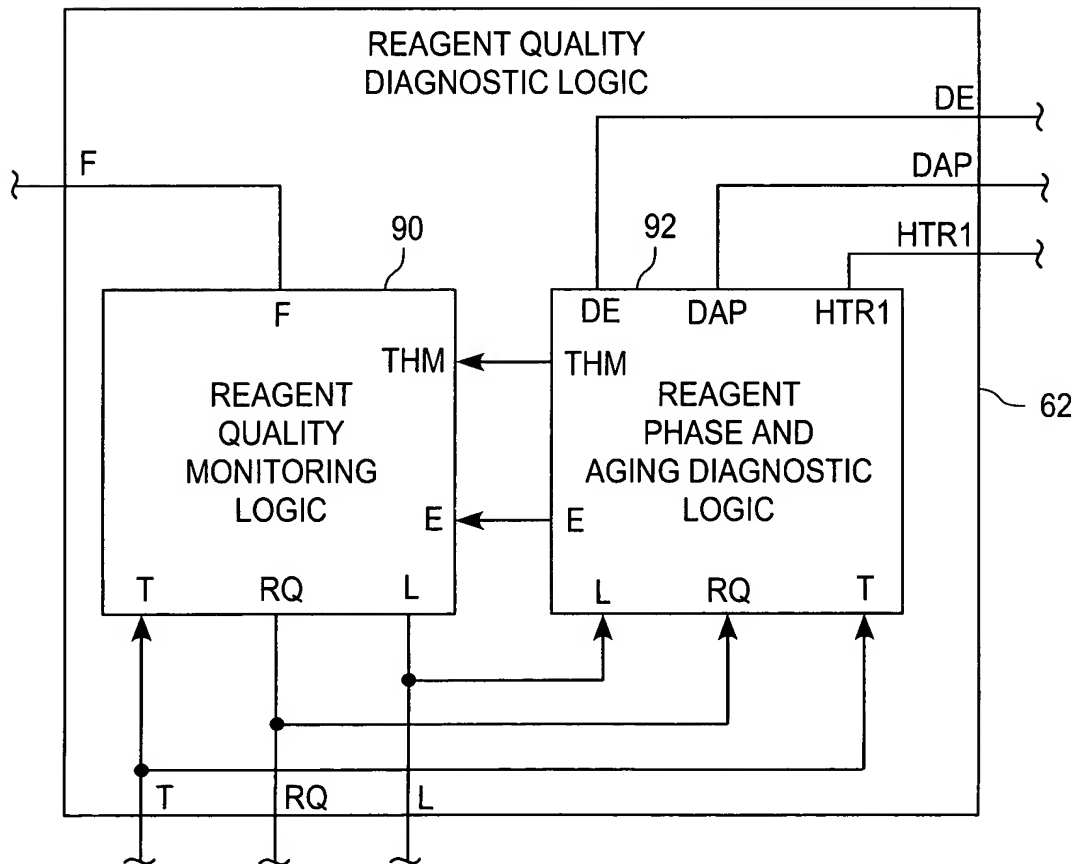 REAGENT QUALITY
DIAGNOSTIC LOGIC
DE
F
DAP
HTR1
90
92
F
DE DAP HTR1
THM
THM
REAGENT
QUALITY
MONITORING
LOGIC
REAGENT
PHASE AND
AGING DIAGNOSTIC
LOGIC
62
E
E
T RQ L
L RQ T
T RQ L